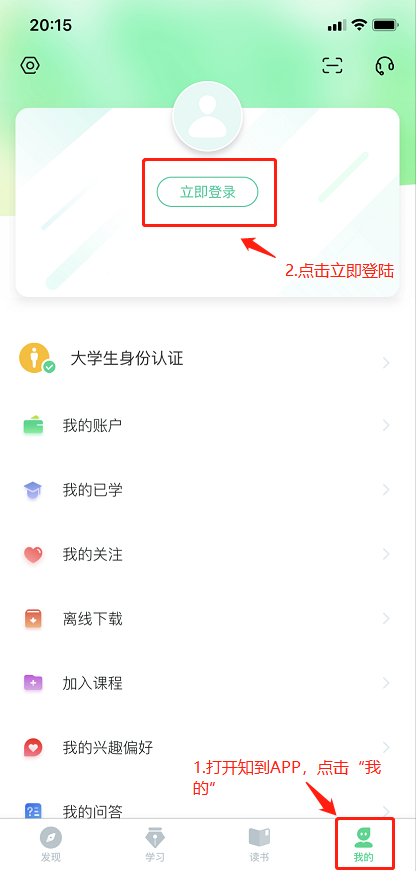 20:15
立即登录
2.点击立即登陆
大学生身份认证
我的账户
我的已学
我的关注
离线下载
加入课程
我的兴趣偏好
1.打开知到APP，点击“我
的”
我的问答
发现
学习
读书
我的